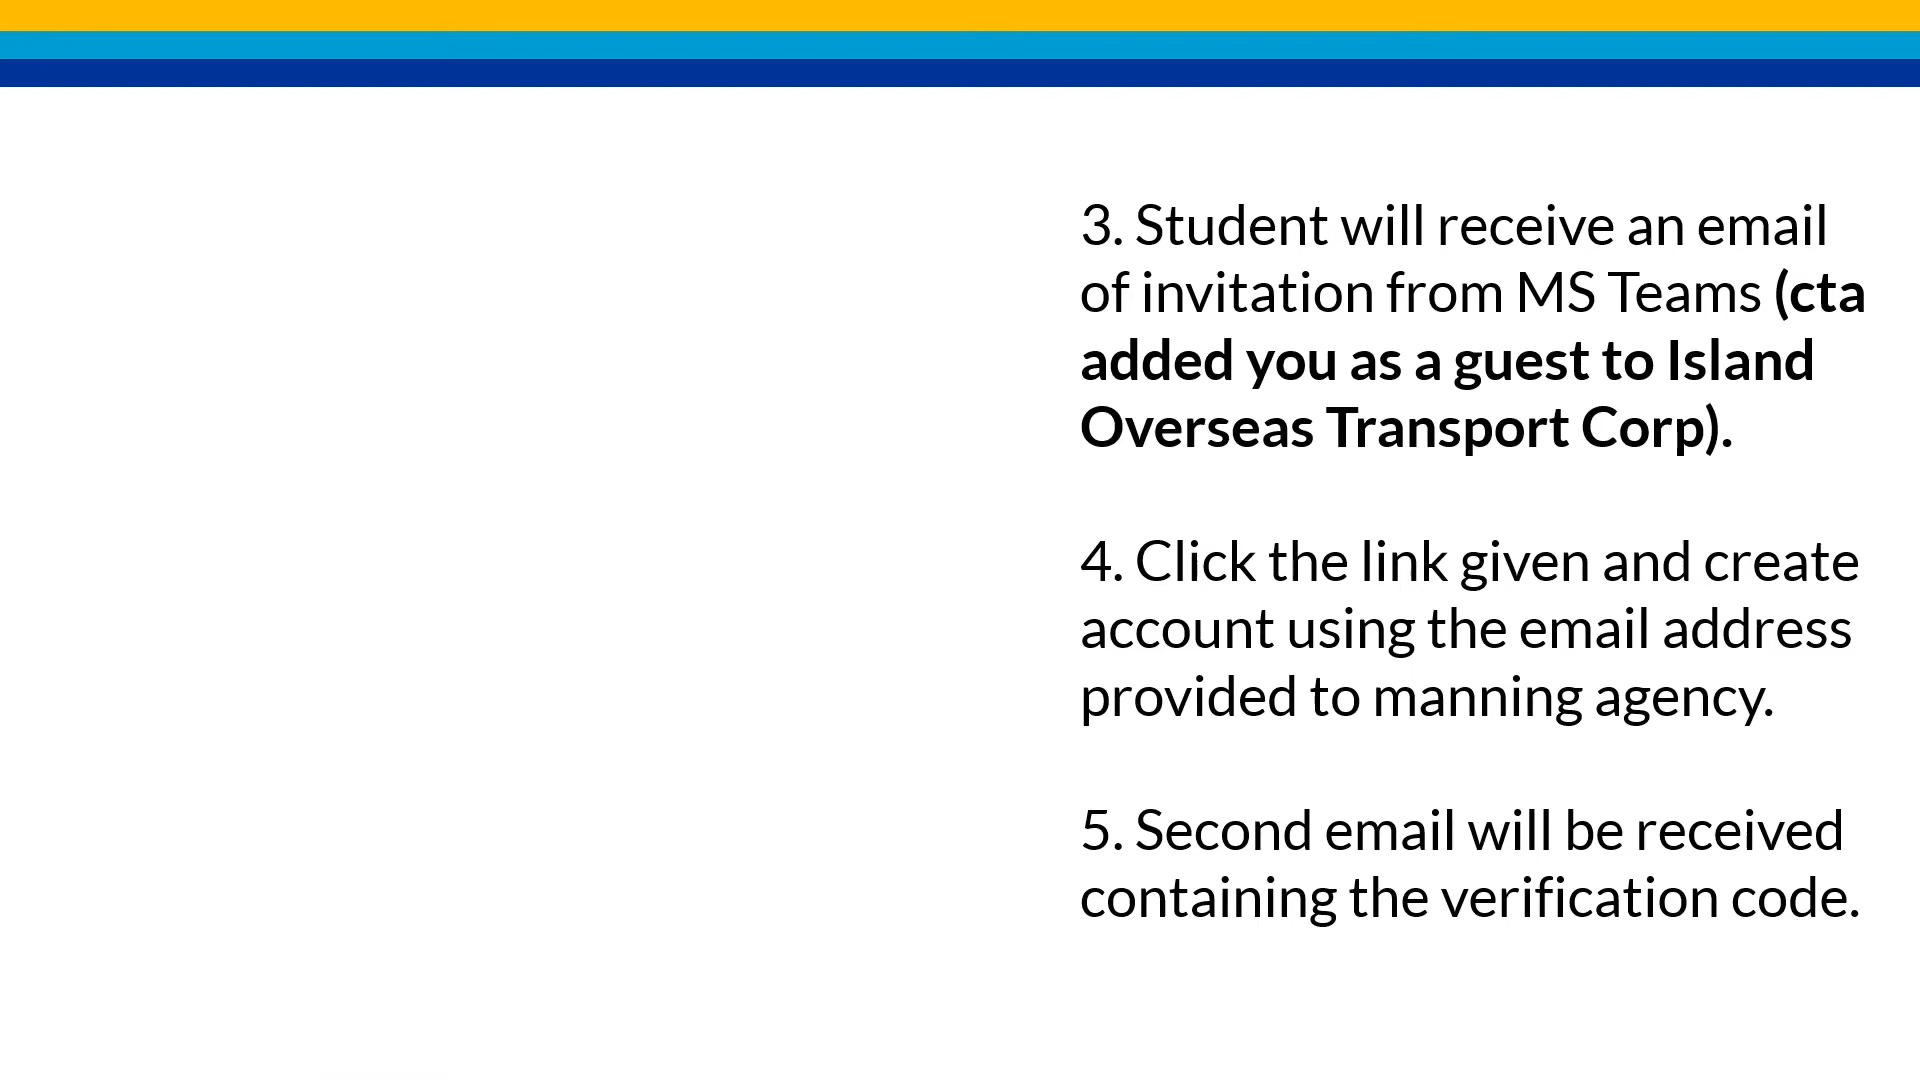 3. Student will receive an email
of invitation from MS Teams (cta
added you as a guest to Island
Overseas Transport Corp).
4. Click the link given and create
account using the email address
provided to manning agency.
5. Second email will be received
containing the verification code.